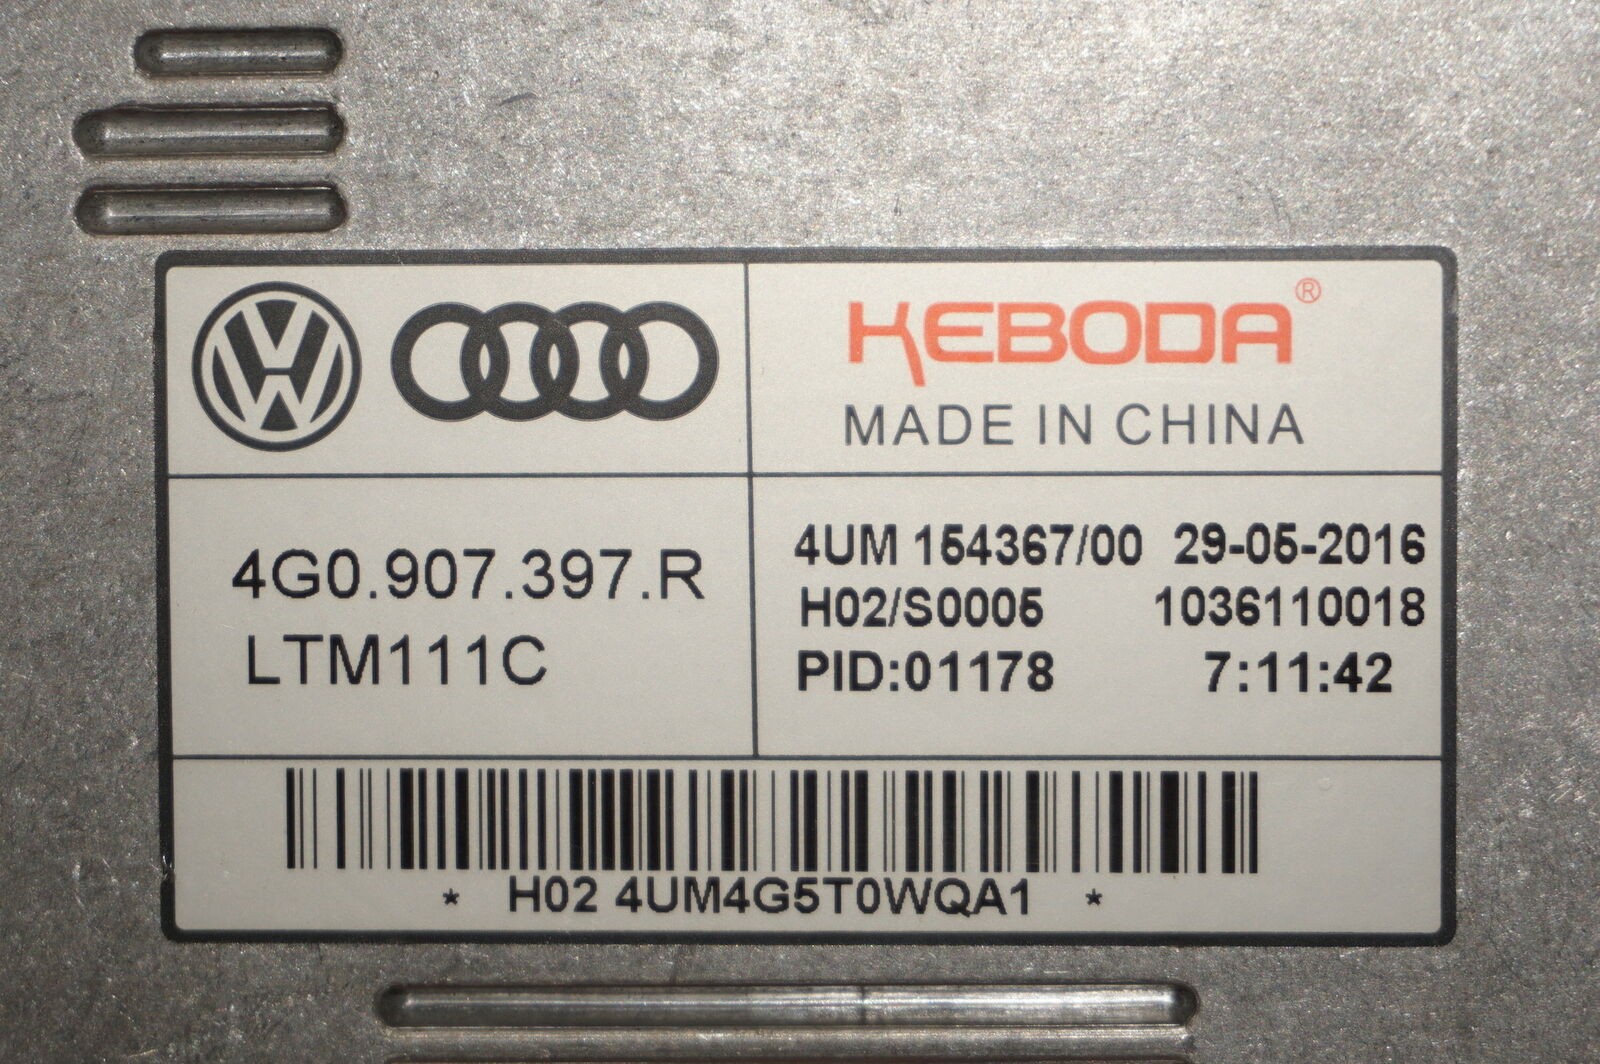 KEBODA®
MADE IN CHINA
4G0.907.397.R
LTM111C
4UM 154367/00 29-05-2016
H02/S0005 1036110018
PID:01178 7:11:42
* H02 4UM4G5T0WQA1 *